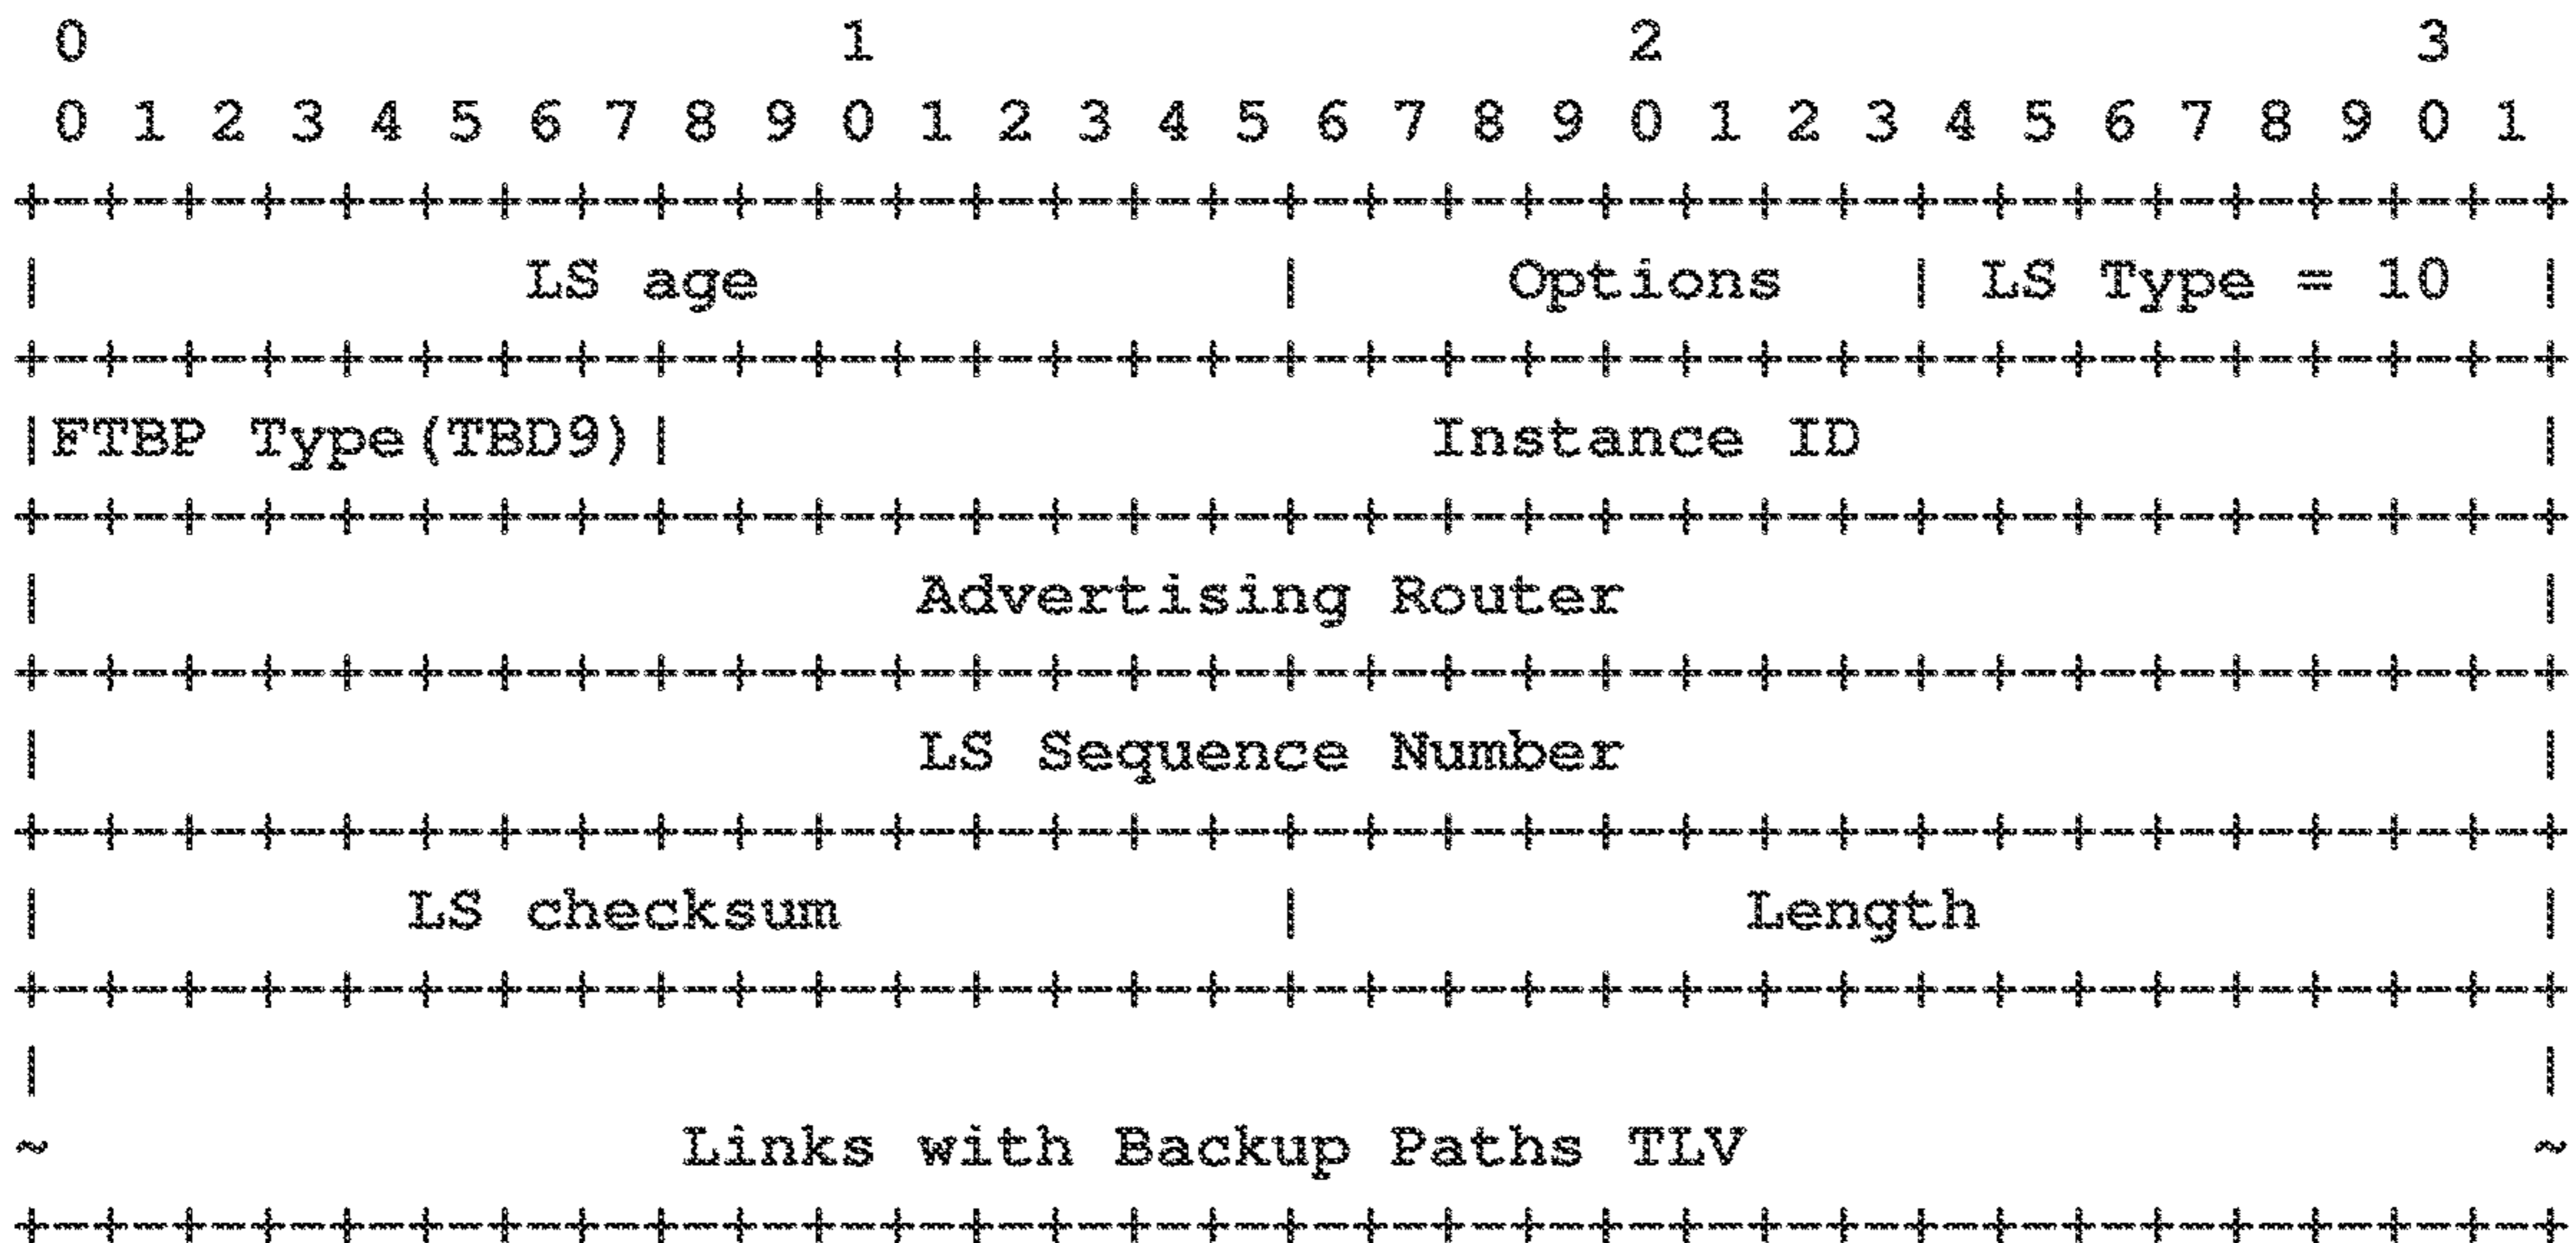 0                   1                   2                   3
 0 1 2 3 4 5 6 7 8 9 0 1 2 3 4 5 6 7 8 9 0 1 2 3 4 5 6 7 8 9 0 1
+-+-+-+-+-+-+-+-+-+-+-+-+-+-+-+-+-+-+-+-+-+-+-+-+-+-+-+-+-+-+-+-+
|            LS age             |     Options   | LS Type = 10  |
+-+-+-+-+-+-+-+-+-+-+-+-+-+-+-+-+-+-+-+-+-+-+-+-+-+-+-+-+-+-+-+-+
|FTBP Type(TBD9)|                   Instance ID                 |
+-+-+-+-+-+-+-+-+-+-+-+-+-+-+-+-+-+-+-+-+-+-+-+-+-+-+-+-+-+-+-+-+
|                      Advertising Router                       |
+-+-+-+-+-+-+-+-+-+-+-+-+-+-+-+-+-+-+-+-+-+-+-+-+-+-+-+-+-+-+-+-+
|                      LS Sequence Number                       |
+-+-+-+-+-+-+-+-+-+-+-+-+-+-+-+-+-+-+-+-+-+-+-+-+-+-+-+-+-+-+-+-+
|         LS checksum           |           Length              |
+-+-+-+-+-+-+-+-+-+-+-+-+-+-+-+-+-+-+-+-+-+-+-+-+-+-+-+-+-+-+-+-+
|                                                               |
~                Links with Backup Paths TLV                    ~
+-+-+-+-+-+-+-+-+-+-+-+-+-+-+-+-+-+-+-+-+-+-+-+-+-+-+-+-+-+-+-+-+